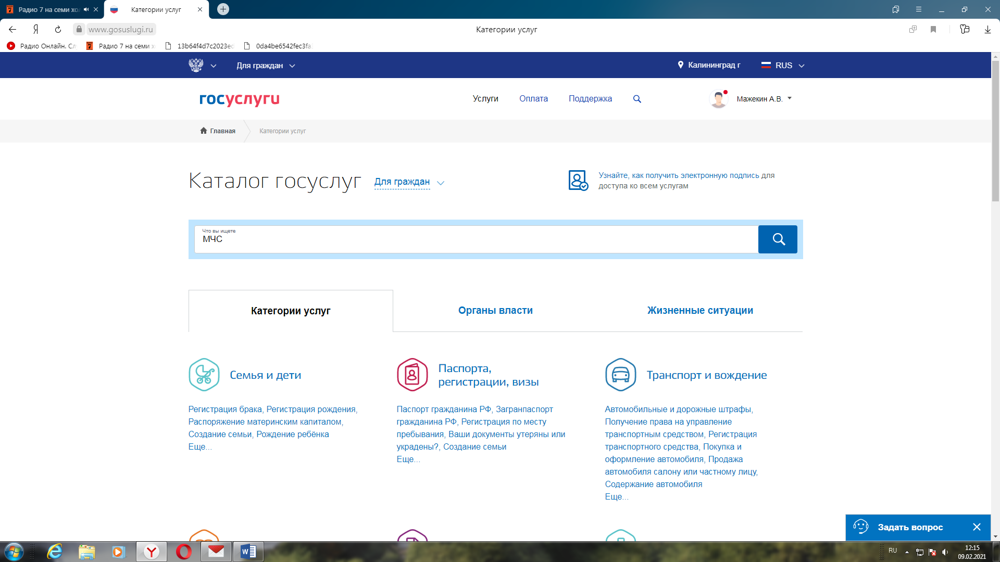 Радио 7 на семи хол
Категории услуг
www.gosuslugi.ru
Категории услуг
Радио Онлайн. Сл
Радио 7 на семи х
13b64f4d7c2023ec
0da4be6542fec3fa
Для граждан
Калининград г
RUS
госуслуги
Услуги
Оплата
Поддержка
Мажекин А.В.
Главная
Категории услуг
Каталог госуслуг
Для граждан
Узнайте, как получить электронную подпись для
доступа ко всем услугам
Что вы ищете
МЧС
Категории услуг
Органы власти
Жизненные ситуации
Семья и дети
Регистрация брака, Регистрация рождения,
Распоряжение материнским капиталом,
Создание семьи, Рождение ребёнка
Еще...
Паспорта,
регистрации, визы
Паспорт гражданина РФ, Загранпаспорт
гражданина РФ, Регистрация по месту
пребывания, Ваши документы утеряны или
украдены?, Создание семьи
Еще...
Транспорт и вождение
Автомобильные и дорожные штрафы,
Получение права на управление
транспортным средством, Регистрация
транспортного средства, Покупка и
оформление автомобиля, Продажа
автомобиля салону или частному лицу,
Содержание автомобиля
Еще...
Задать вопрос
RU
12:15
09.02.2021